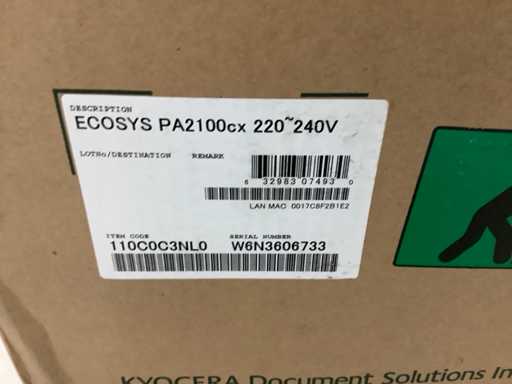 DESCRIPTION
ECOSYS PA2100cx 220~240V
LOTNo/DESTINATION REMARK
6 32983 07493 0
LAN MAC 0017C8F2B1E2
ITEM CODE SERIAL NUMBER
110C0C3NL0 W6N3606733
KYOCERA Document Solutions In